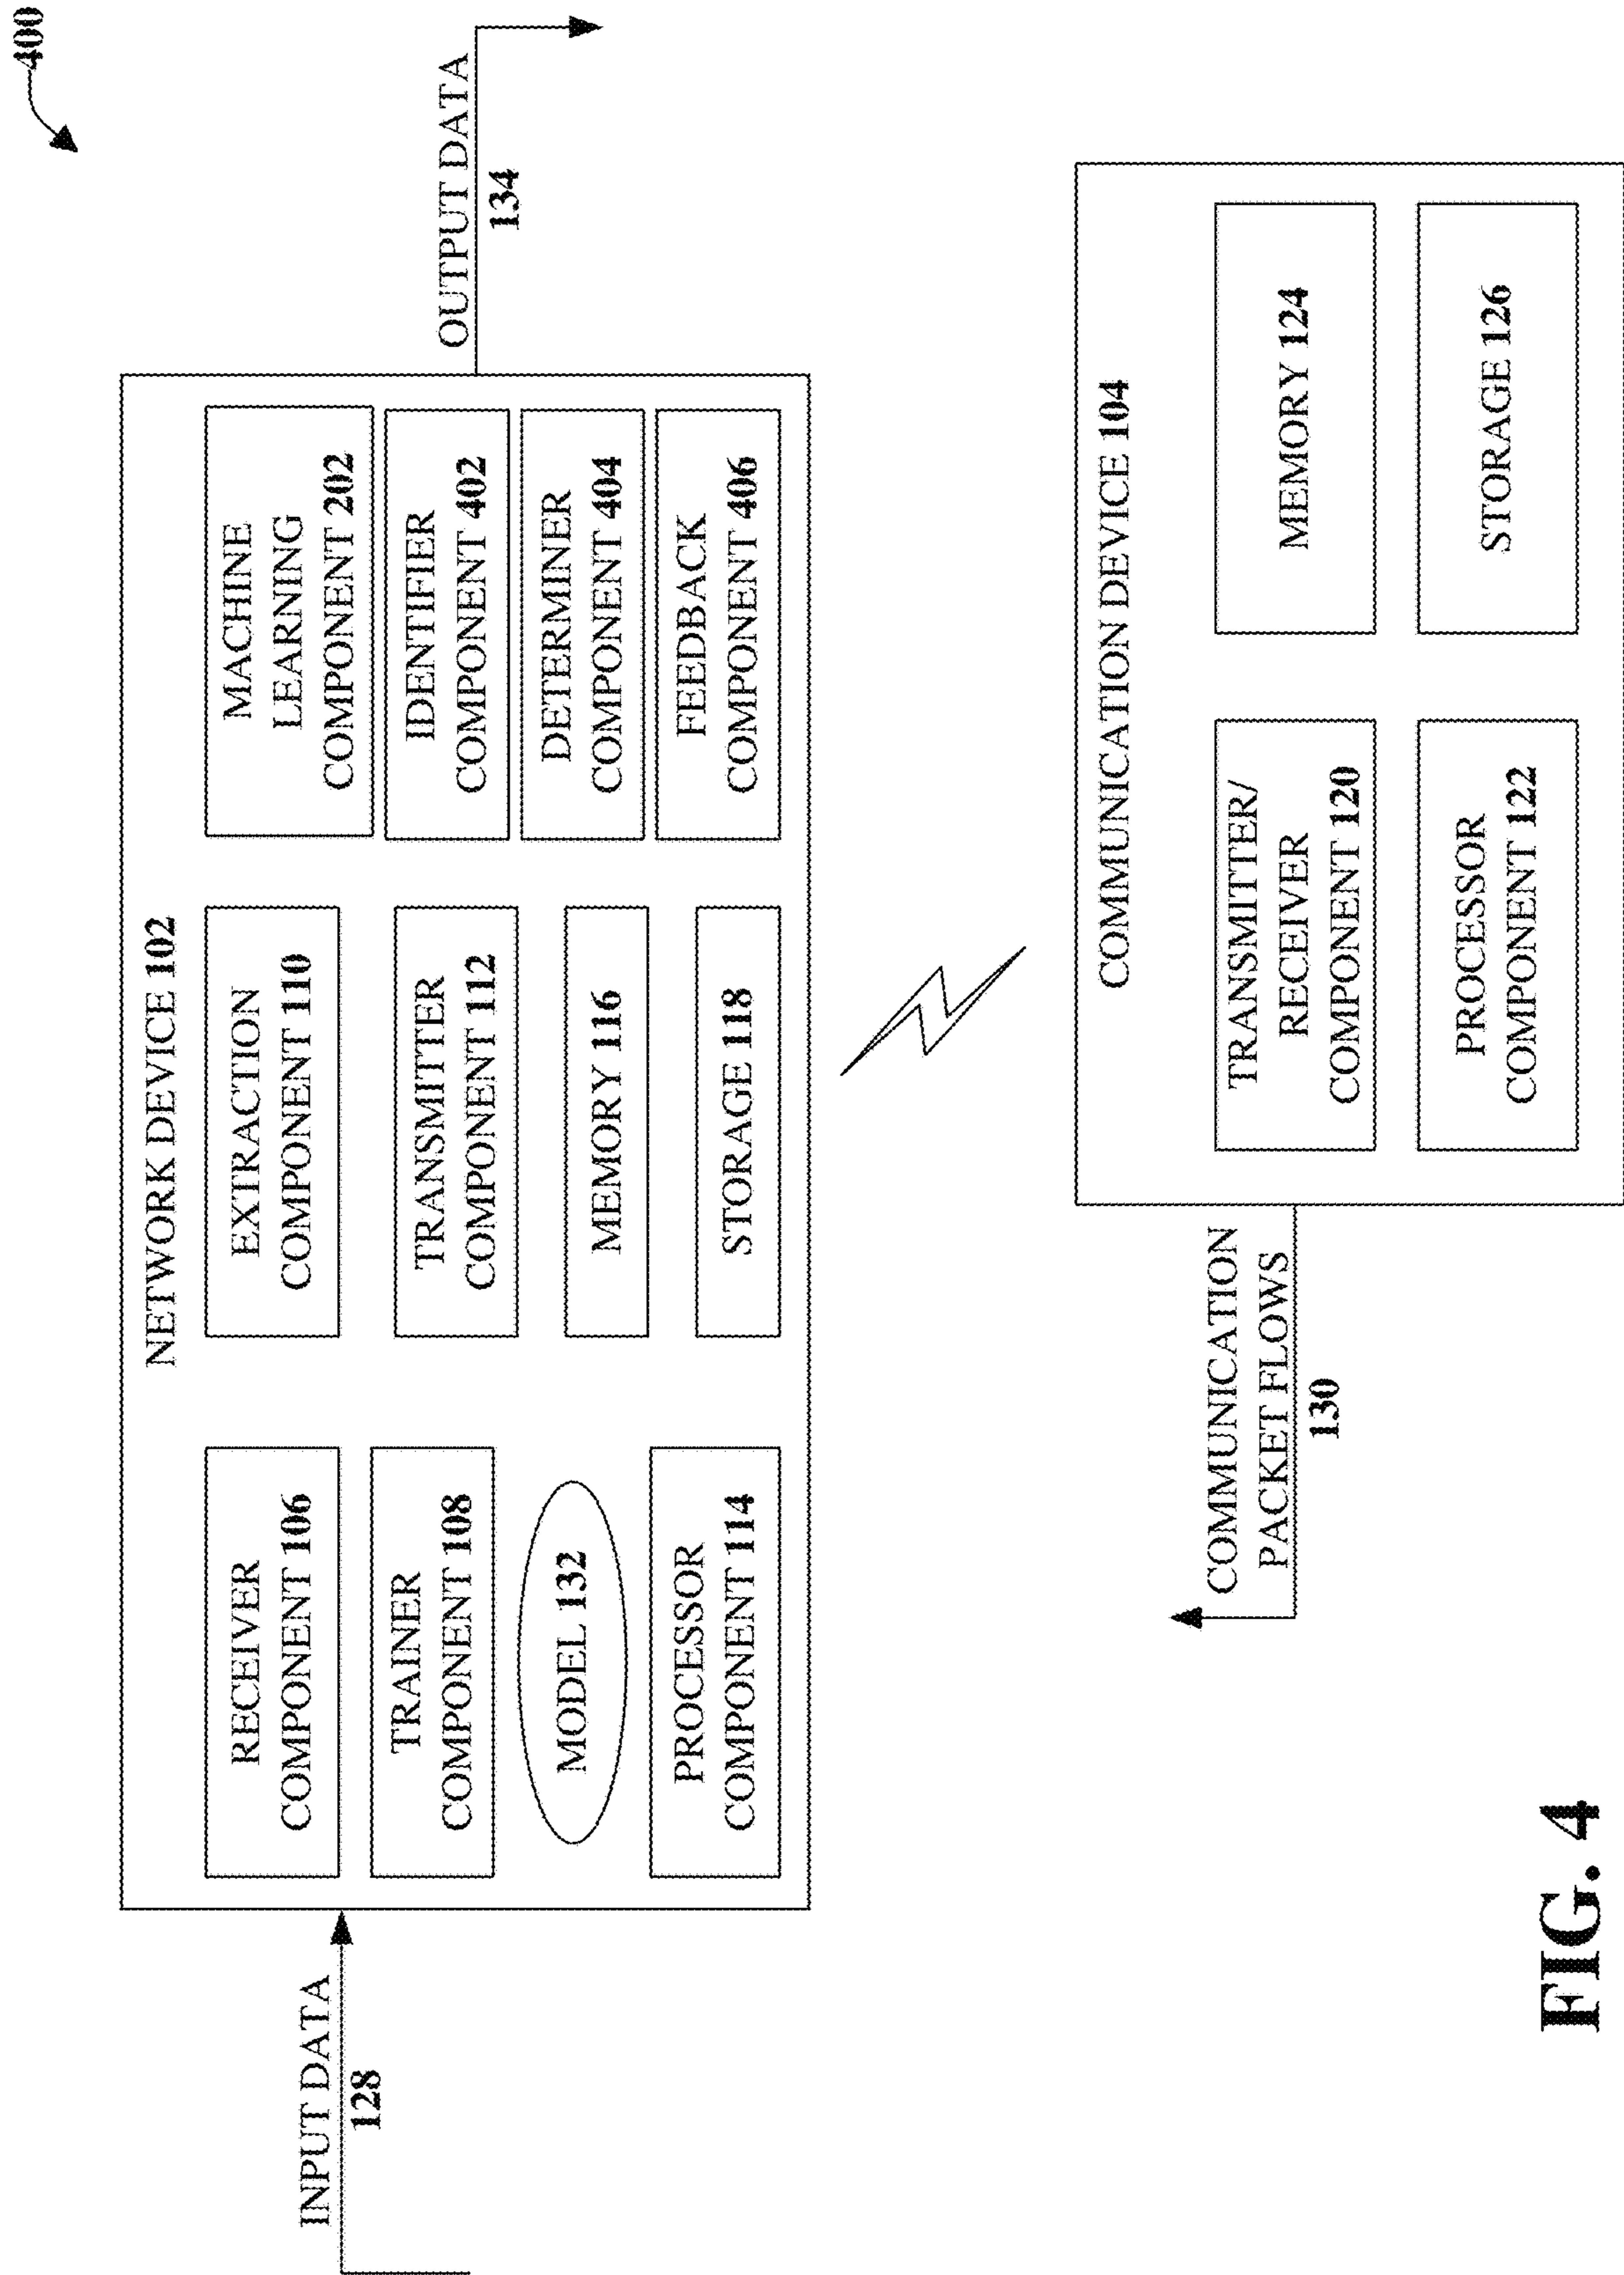 400
NETWORK DEVICE 102
INPUT DATA
128
RECEIVER
COMPONENT 106
TRAINER
COMPONENT 108
MODEL 132
PROCESSOR
COMPONENT 114
EXTRACTION
COMPONENT 110
TRANSMITTER
COMPONENT 112
MEMORY 116
STORAGE 118
MACHINE
LEARNING
COMPONENT 202
IDENTIFIER
COMPONENT 402
DETERMINER
COMPONENT 404
FEEDBACK
COMPONENT 406
OUTPUT DATA
134
COMMUNICATION DEVICE 104
COMMUNICATION
PACKET FLOWS
130
TRANSMITTER/
RECEIVER
COMPONENT 120
PROCESSOR
COMPONENT 122
MEMORY 124
STORAGE 126
FIG. 4